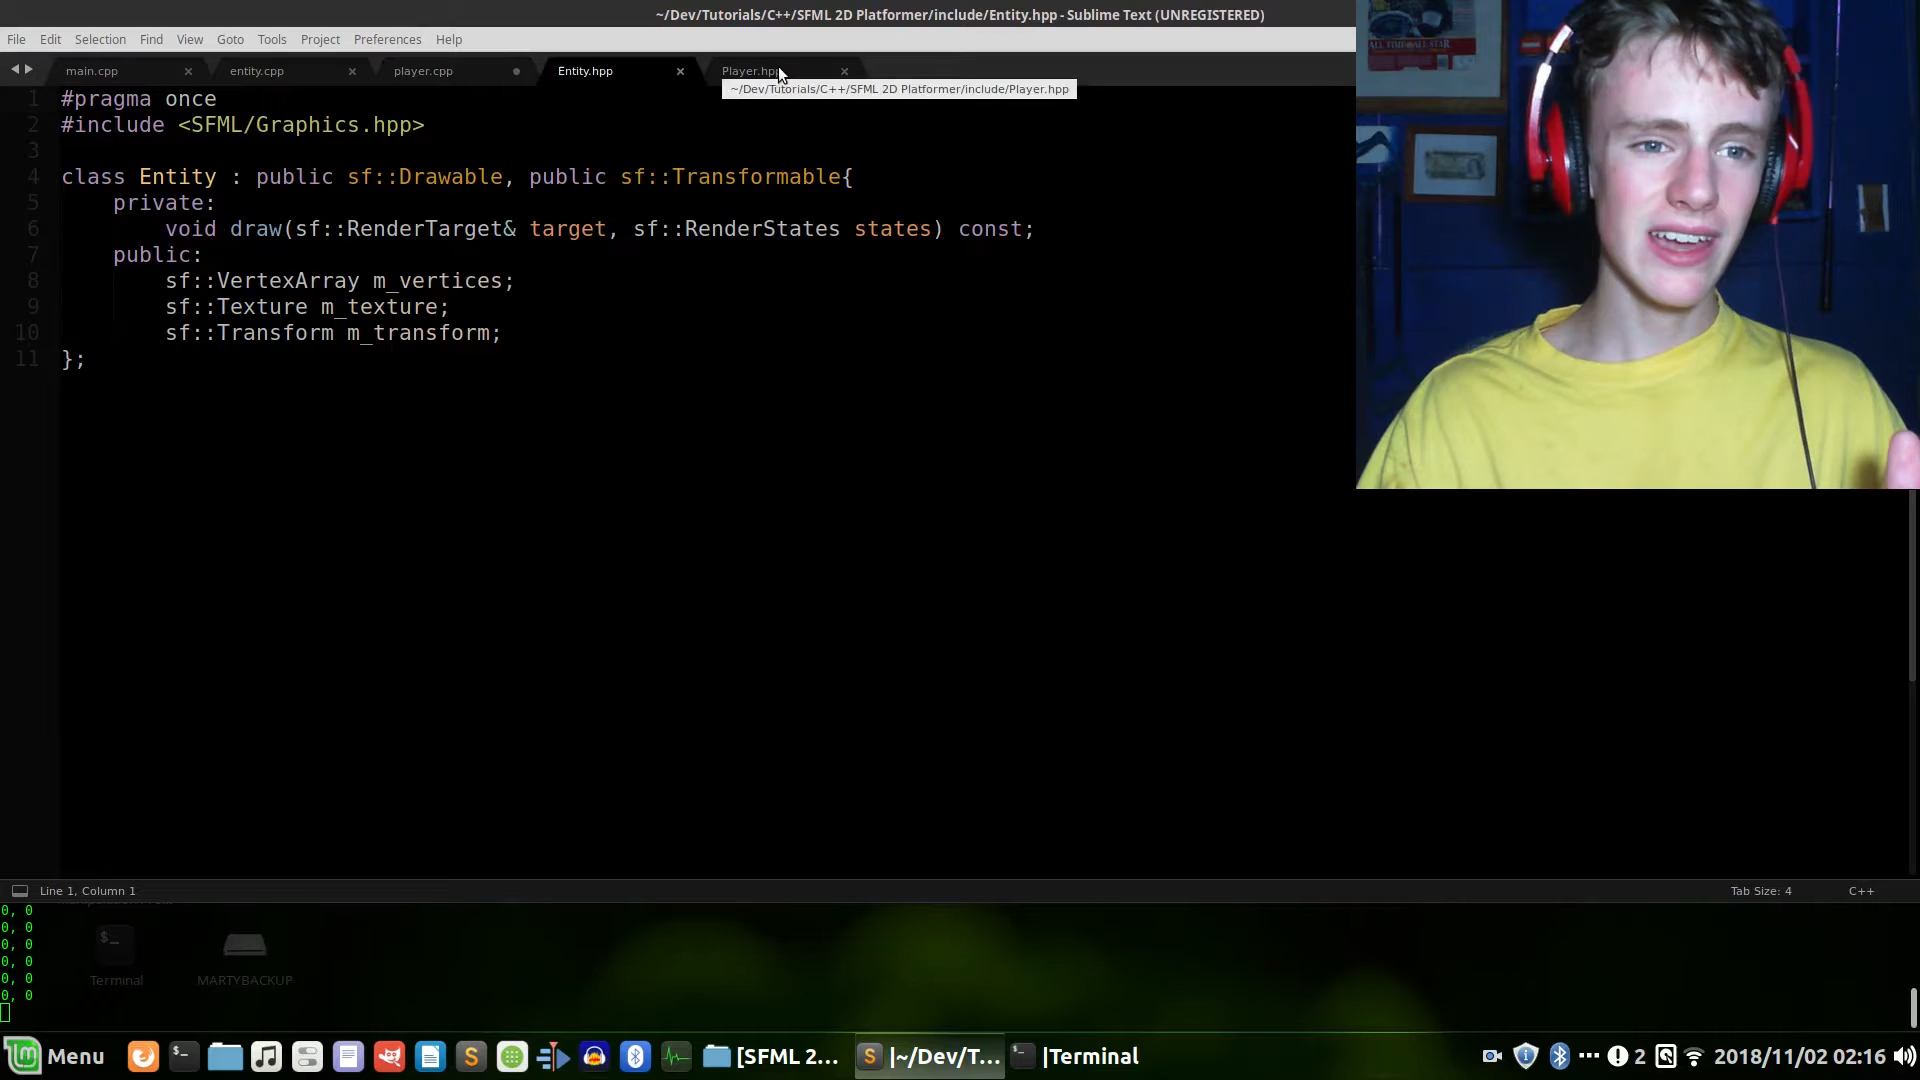 ~/Dev/Tutorials/C++/SFML 2D Platformer/include/Entity.hpp - Sublime Text (UNREGISTERED)
File Edit Selection Find View Goto Tools Project Preferences Help
main.cpp entity.cpp player.cpp Entity.hpp Player.hpp
~/Dev/Tutorials/C++/SFML 2D Platformer/include/Player.hpp
1 #pragma once
2 #include <SFML/Graphics.hpp>
3
4 class Entity : public sf::Drawable, public sf::Transformable{
5 private:
6 void draw(sf::RenderTarget& target, sf::RenderStates states) const;
7 public:
8 sf::VertexArray m_vertices;
9 sf::Texture m_texture;
10 sf::Transform m_transform;
11 };
ALL TIME ALL STAR
Line 1, Column 1 Tab Size: 4 C++
0, 0
0, 0
0, 0
0, 0
0, 0
0, 0
$_
Terminal MARTYBACKUP
Menu [SFML 2... |~/Dev/T... |Terminal 2 2018/11/02 02:16